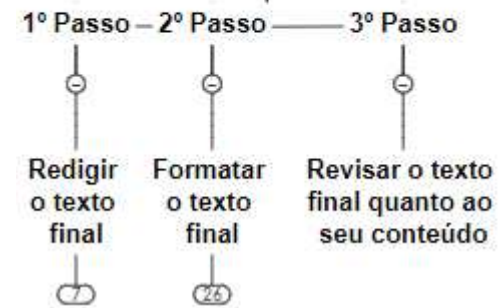 1º Passo 2º Passo 3º Passo
Redigir o texto final
Formatar o texto final
Revisar o texto final quanto ao seu conteúdo
7 26